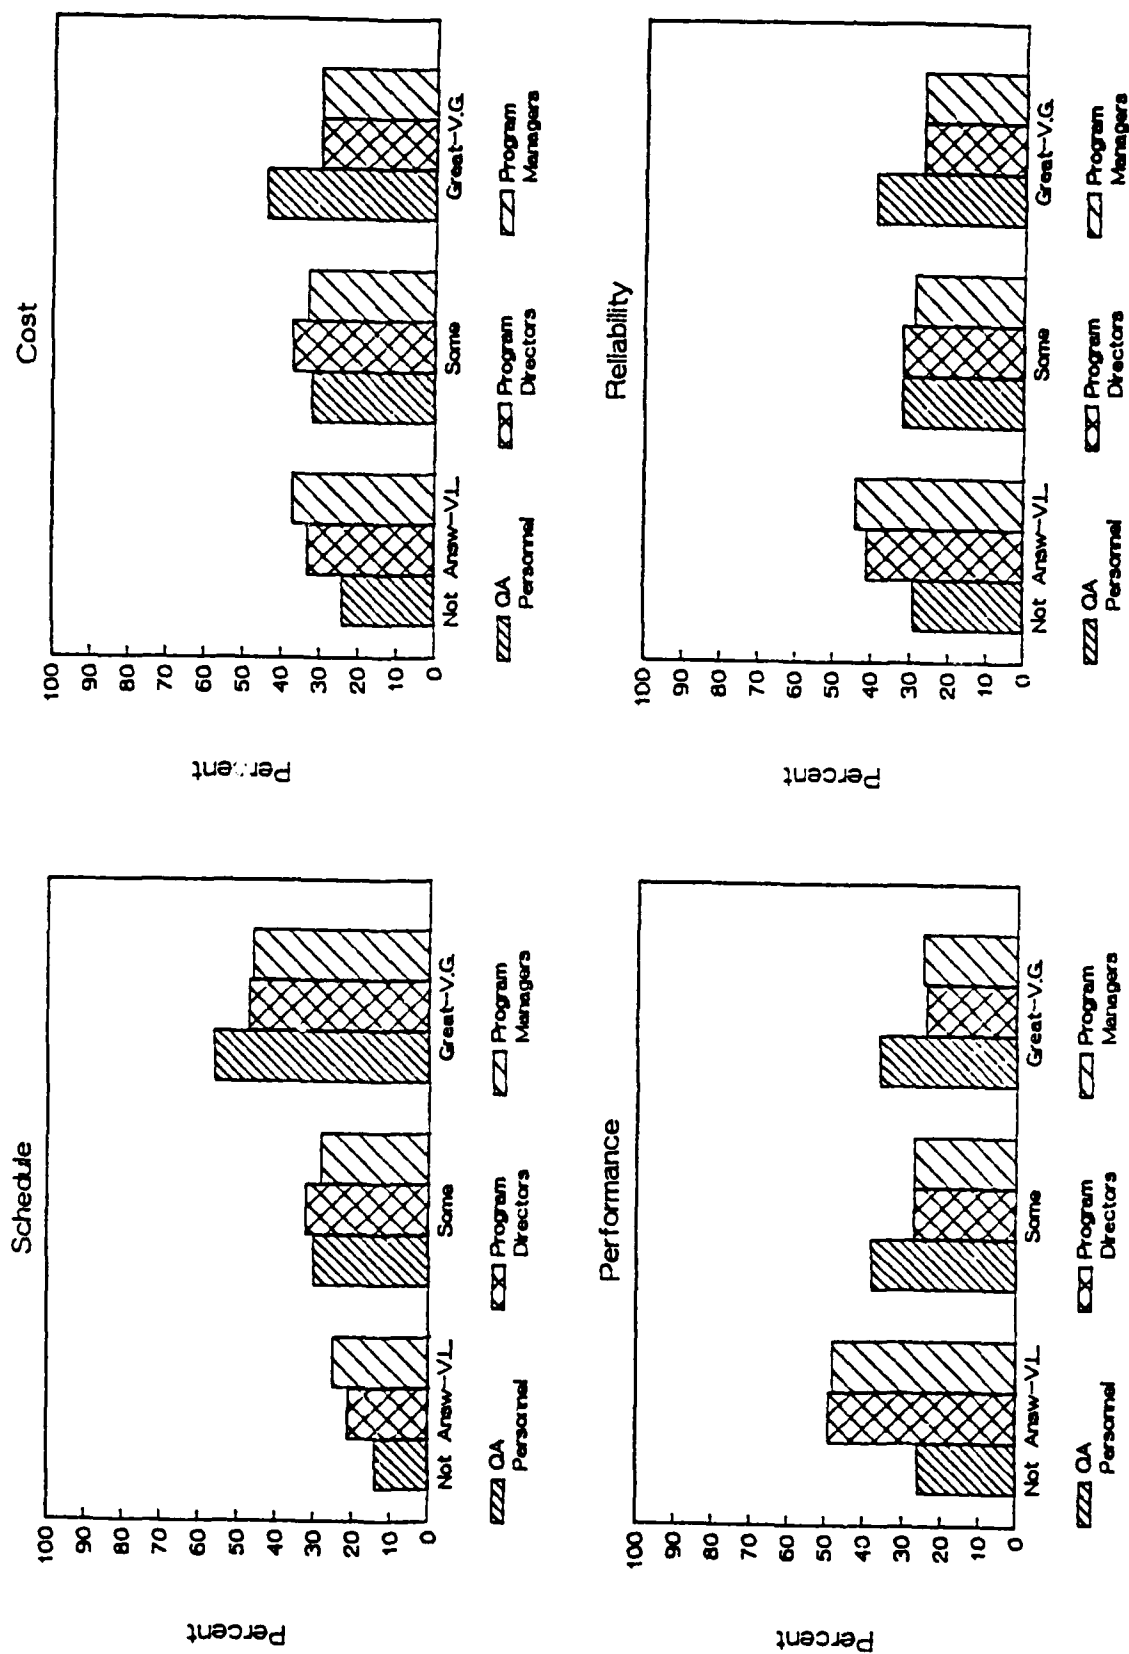 Schedule
Percent
100
90
80
70
60
50
40
30
20
10
0
Not Answ-V.L. Some Great-V.G.
QA Program Program
Personnel Directors Managers
Cost
Percent
100
90
80
70
60
50
40
30
20
10
0
Not Answ-V.L. Some Great-V.G.
QA Program Program
Personnel Directors Managers
Performance
Percent
100
90
80
70
60
50
40
30
20
10
0
Not Answ-V.L. Some Great-V.G.
QA Program Program
Personnel Directors Managers
Reliability
Percent
100
90
80
70
60
50
40
30
20
10
0
Not Answ-V.L. Some Great-V.G.
QA Program Program
Personnel Directors Managers